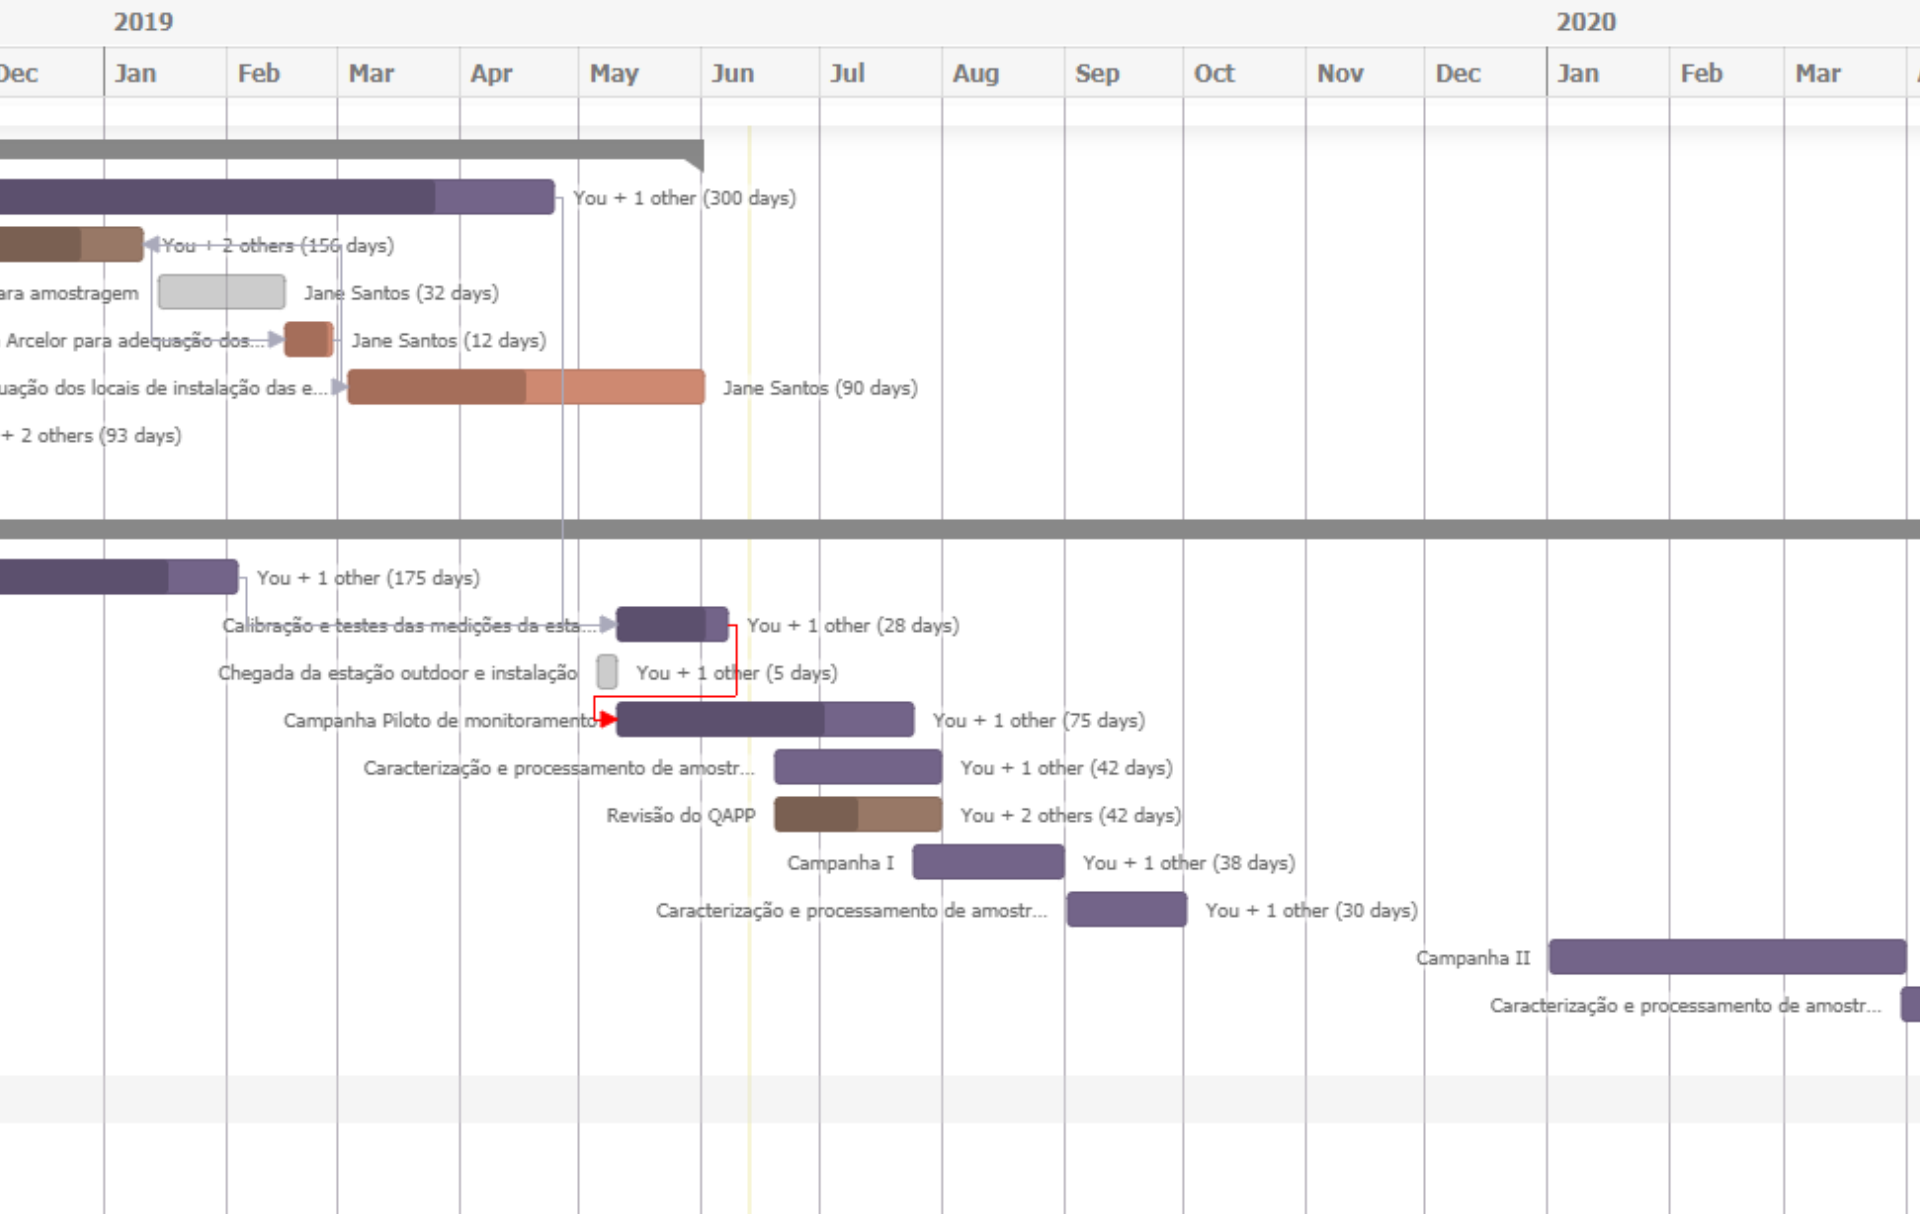 2019 2020
Dec Jan Feb Mar Apr May Jun Jul Aug Sep Oct Nov Dec Jan Feb Mar
You + 1 other (300 days)
You + 2 others (156 days)
ara amostragem Jane Santos (32 days)
Arcelor para adequação dos... Jane Santos (12 days)
uação dos locais de instalação das e... Jane Santos (90 days)
+ 2 others (93 days)
You + 1 other (175 days)
Calibração e testes das medições da esta... You + 1 other (28 days)
Chegada da estação outdoor e instalação You + 1 other (5 days)
Campanha Piloto de monitoramento You + 1 other (75 days)
Caracterização e processamento de amostr... You + 1 other (42 days)
Revisão do QAPP You + 2 others (42 days)
Campanha I You + 1 other (38 days)
Caracterização e processamento de amostr... You + 1 other (30 days)
Campanha II
Caracterização e processamento de amostr...